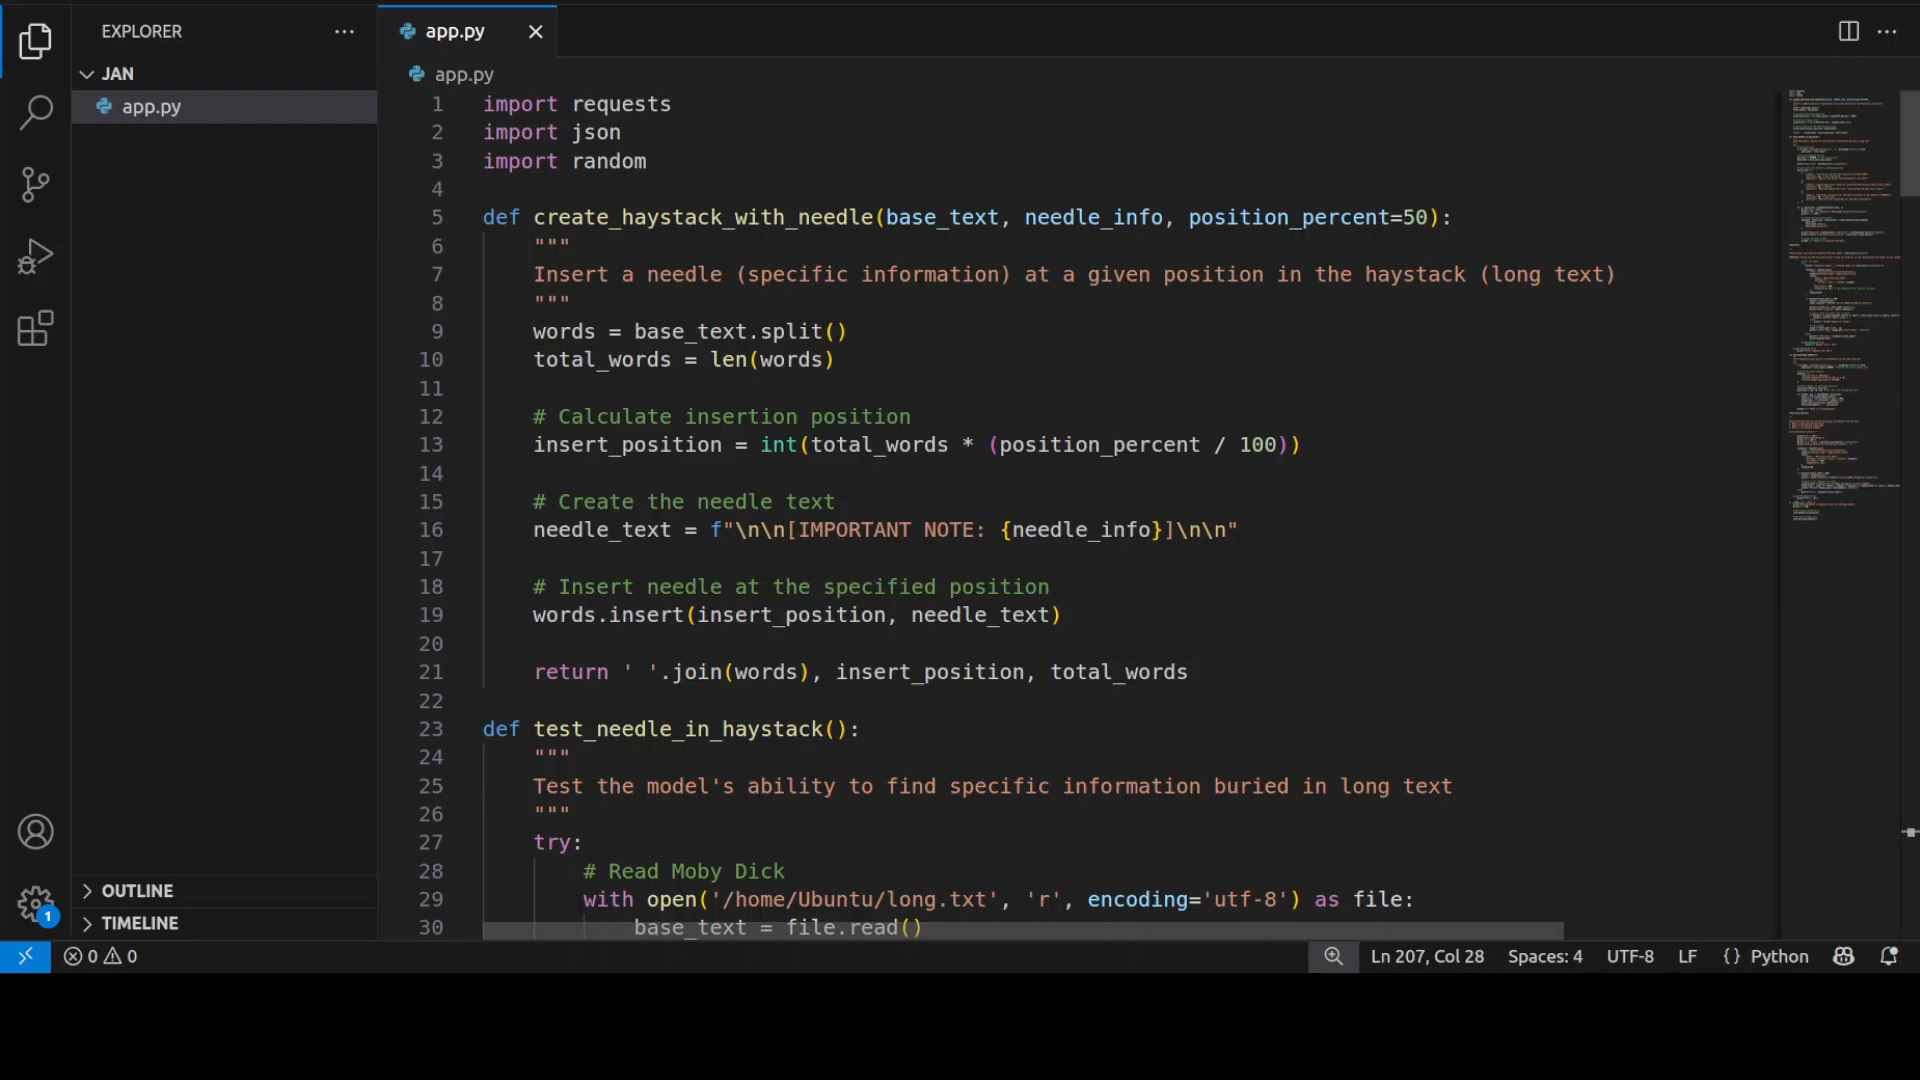 EXPLORER
JAN
app.py
OUTLINE
TIMELINE
app.py
app.py
1 import requests
2 import json
3 import random
4
5 def create_haystack_with_needle(base_text, needle_info, position_percent=50):
6 """
7 Insert a needle (specific information) at a given position in the haystack (long text)
8 """
9 words = base_text.split()
10 total_words = len(words)
11
12 # Calculate insertion position
13 insert_position = int(total_words * (position_percent / 100))
14
15 # Create the needle text
16 needle_text = f"\n\n[IMPORTANT NOTE: {needle_info}]\n\n"
17
18 # Insert needle at the specified position
19 words.insert(insert_position, needle_text)
20
21 return ' '.join(words), insert_position, total_words
22
23 def test_needle_in_haystack():
24 """
25 Test the model's ability to find specific information buried in long text
26 """
27 try:
28 # Read Moby Dick
29 with open('/home/Ubuntu/long.txt', 'r', encoding='utf-8') as file:
30 base_text = file.read()
1
0 0
Ln 207, Col 28 Spaces: 4 UTF-8 LF {} Python